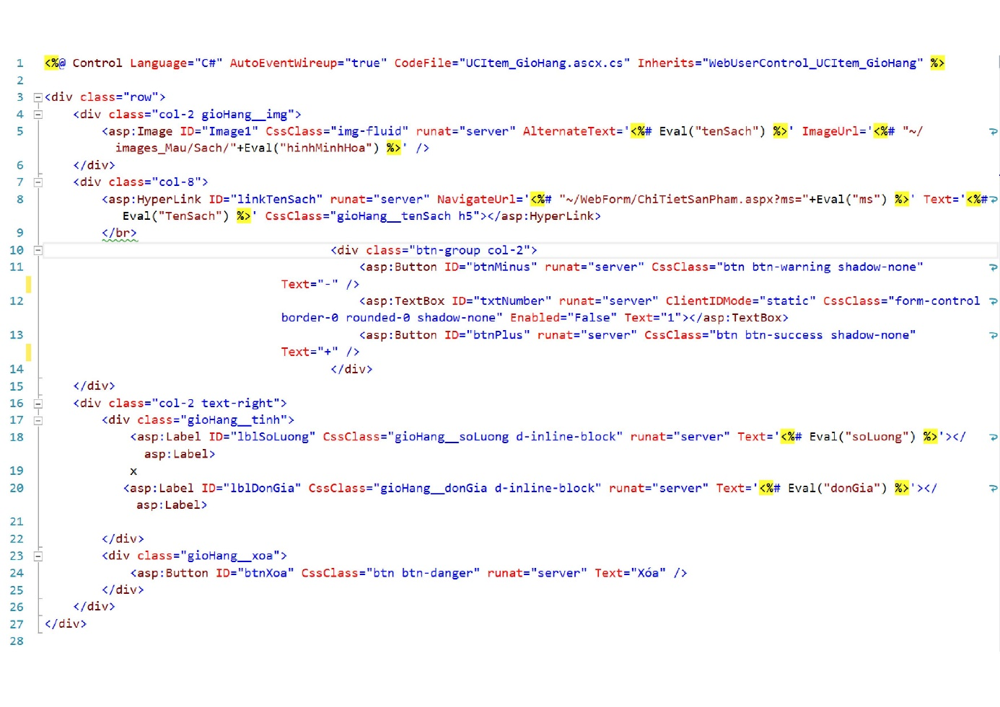 1 <%@ Control Language="C#" AutoEventWireup="true" CodeFile="UCItem_GioHang.ascx.cs" Inherits="WebUserControl_UCItem_GioHang" %>
2
3 <div class="row">
4 <div class="col-2 gioHang__img">
5 <asp:Image ID="Image1" CssClass="img-fluid" runat="server" AlternateText='<%# Eval("tenSach") %>' ImageUrl='<%# "~/
images_Mau/Sach/"+Eval("hinhMinhHoa") %>' />
6 </div>
7 <div class="col-8">
8 <asp:HyperLink ID="linkTenSach" runat="server" NavigateUrl='<%# "~/WebForm/ChiTietSanPham.aspx?ms="+Eval("ms") %>' Text='<%#
Eval("TenSach") %>' CssClass="gioHang__tenSach h5"></asp:HyperLink>
9 </br>
10 <div class="btn-group col-2">
11 <asp:Button ID="btnMinus" runat="server" CssClass="btn btn-warning shadow-none"
Text="-" />
12 <asp:TextBox ID="txtNumber" runat="server" ClientIDMode="static" CssClass="form-control
border-0 rounded-0 shadow-none" Enabled="False" Text="1"></asp:TextBox>
13 <asp:Button ID="btnPlus" runat="server" CssClass="btn btn-success shadow-none"
Text="+" />
14 </div>
15 </div>
16 <div class="col-2 text-right">
17 <div class="gioHang__tinh">
18 <asp:Label ID="lblSoLuong" CssClass="gioHang__soLuong d-inline-block" runat="server" Text='<%# Eval("soLuong") %>'></
asp:Label>
19 x
20 <asp:Label ID="lblDonGia" CssClass="gioHang__donGia d-inline-block" runat="server" Text='<%# Eval("donGia") %>'></
asp:Label>
21
22 </div>
23 <div class="gioHang__xoa">
24 <asp:Button ID="btnXoa" CssClass="btn btn-danger" runat="server" Text="Xóa" />
25 </div>
26 </div>
27 </div>
28